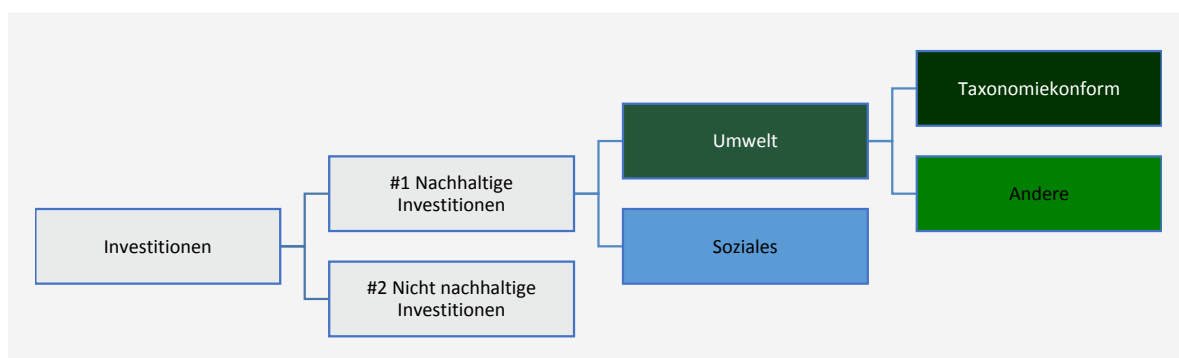 Investitionen
#1 Nachhaltige
Investitionen
#2 Nicht nachhaltige
Investitionen
Umwelt
Soziales
Taxonomiekonform
Andere